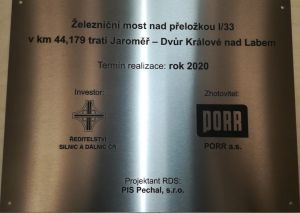 Železniční most nad přeložkou I/33
v km 44,179 trati Jaroměř – Dvůr Králové nad Labem
Termín realizace: rok 2020
Investor:
Zhotovitel:
ŘEDITELSTVÍ
SILNIC A DÁLNIC ČR
PORR
PORR a.s.
Projektant RDS:
PIS Pechal, s.r.o.